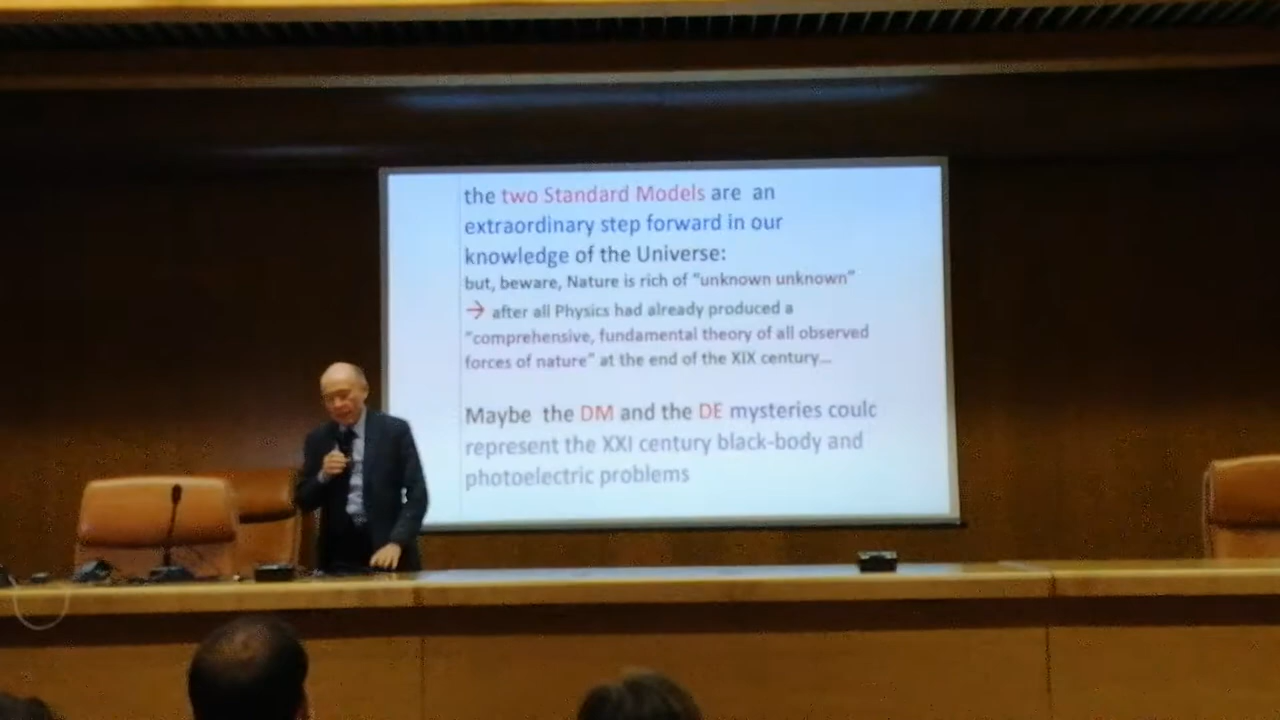 the two Standard Models are an
extraordinary step forward in our
knowledge of the Universe:
but, beware, Nature is rich of “unknown unknown”
→ after all Physics had already produced a
“comprehensive, fundamental theory of all observed
forces of nature” at the end of the XIX century...
Maybe the DM and the DE mysteries could
represent the XXI century black-body and
photoelectric problems